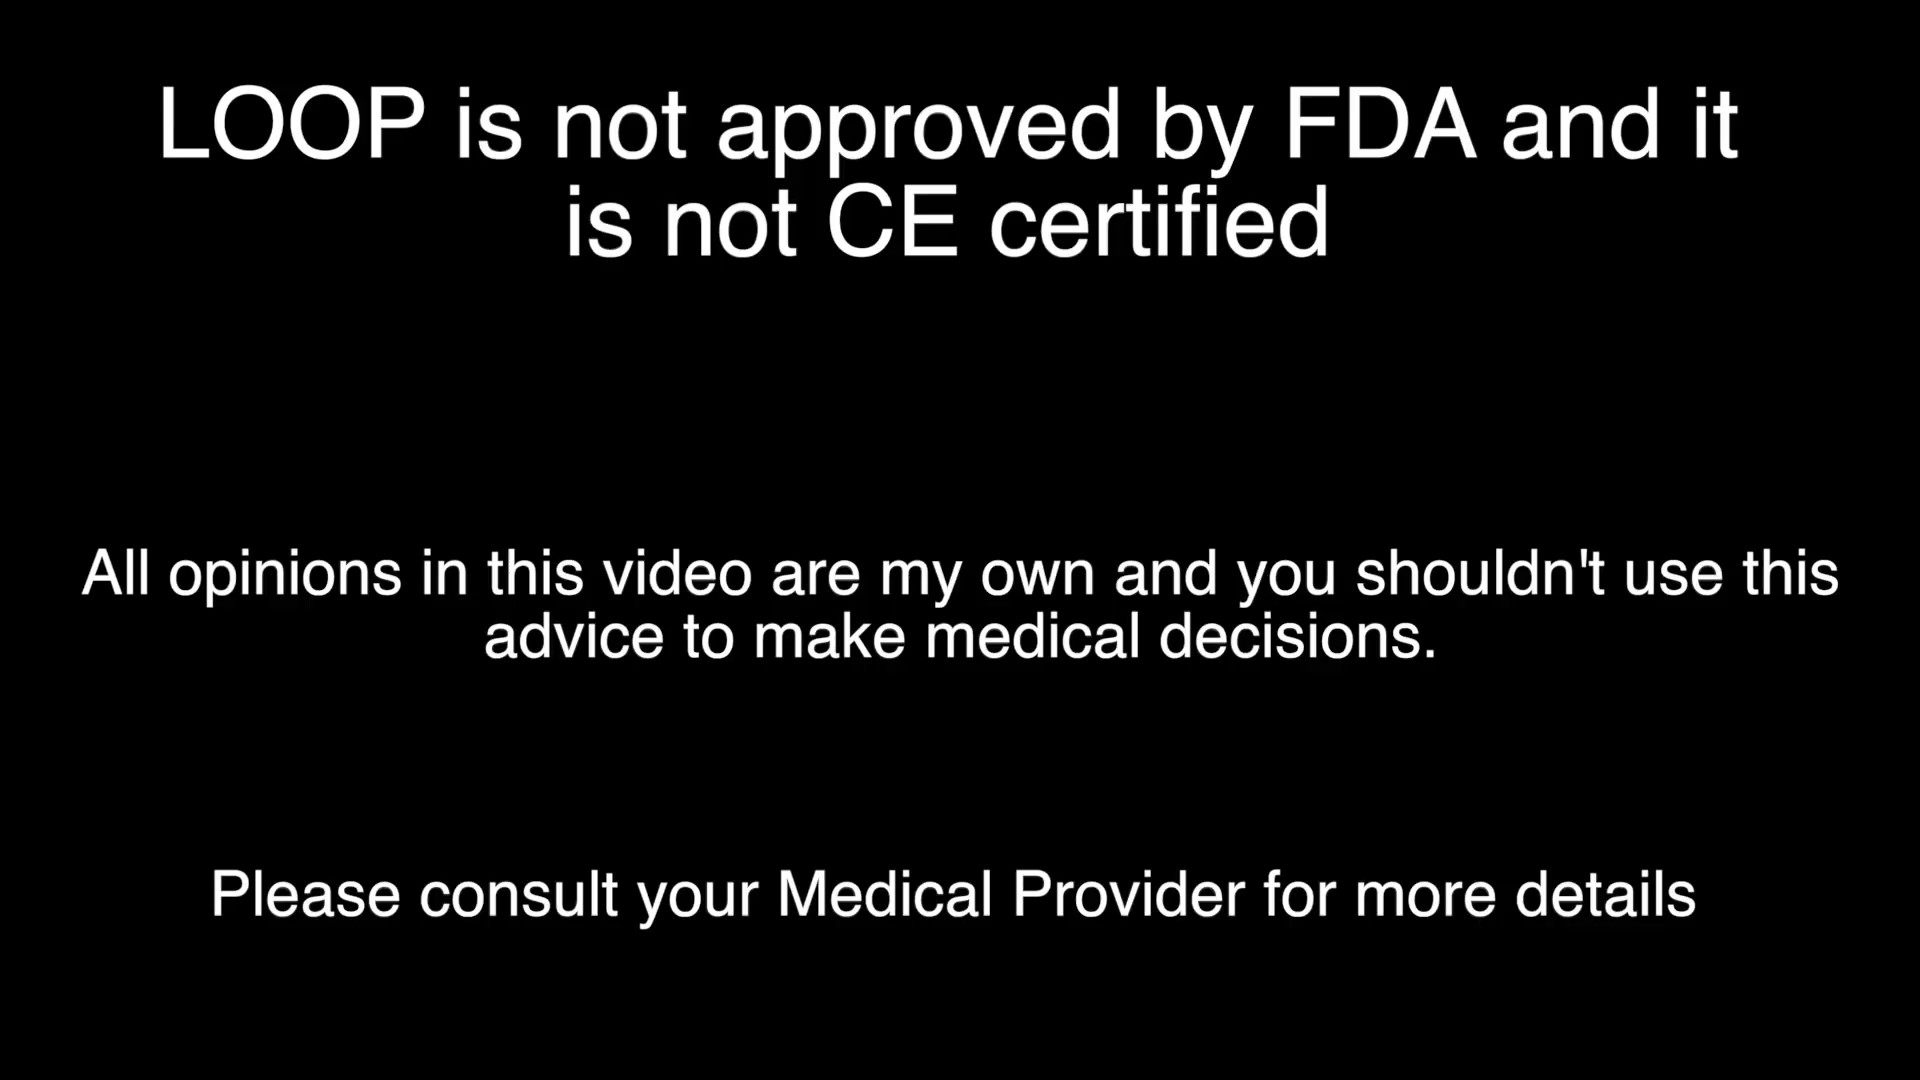 LOOP is not approved by FDA and it
is not CE certified
All opinions in this video are my own and you shouldn't use this
advice to make medical decisions.
Please consult your Medical Provider for more details